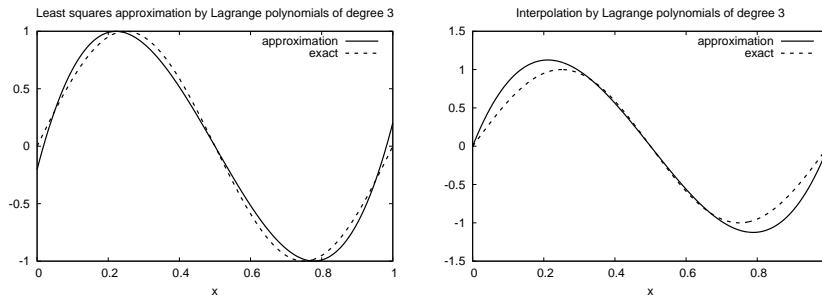 Least squares approximation by Lagrange polynomials of degree 3
approximation
exact
1
0.5
0
-0.5
-1
0
0.2
0.4
0.6
0.8
1
x
Interpolation by Lagrange polynomials of degree 3
approximation
exact
1.5
1
0.5
0
-0.5
-1
-1.5
0
0.2
0.4
0.6
0.8
x